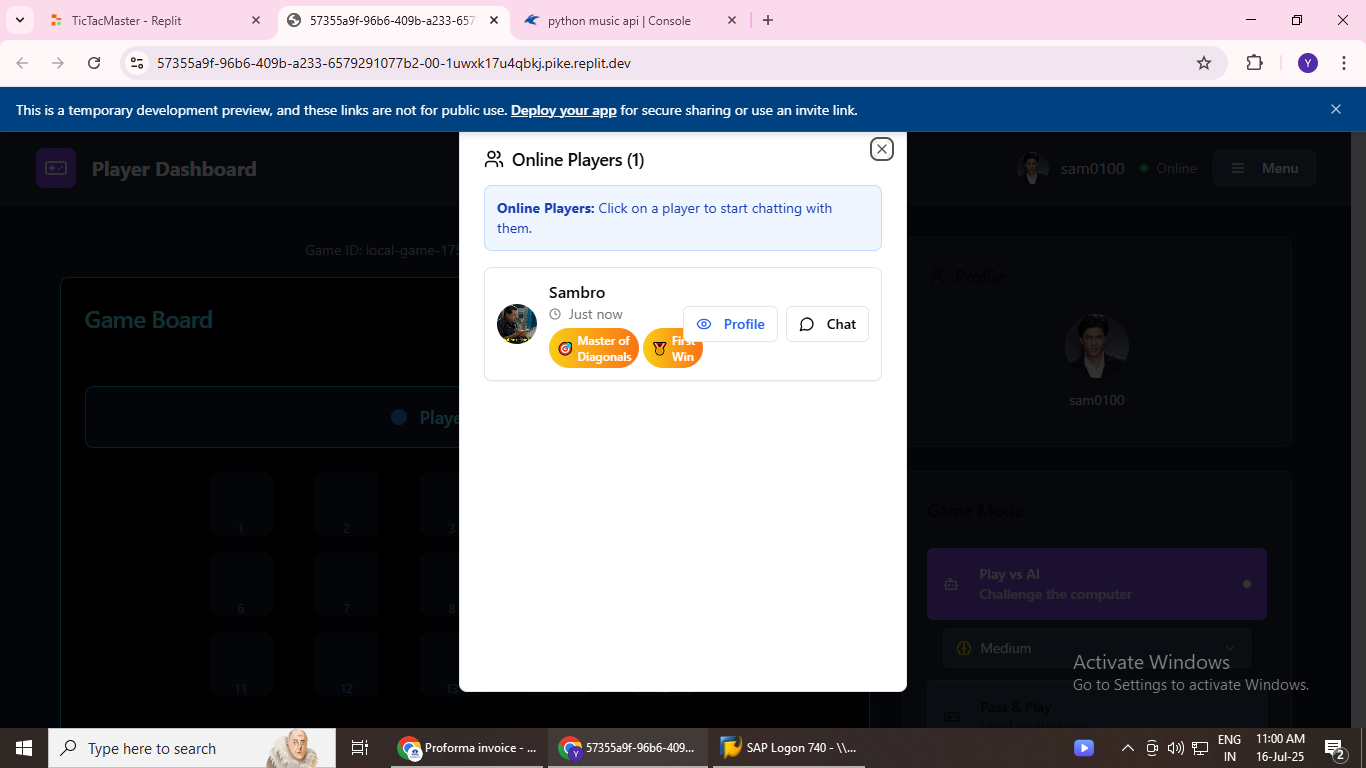 TicTacMaster - Replit
57355a9f-96b6-409b-a233-657
python music api | Console
57355a9f-96b6-409b-a233-6579291077b2-00-1uwxk17u4qbkj.pike.replit.dev
Y
This is a temporary development preview, and these links are not for public use. Deploy your app for secure sharing or use an invite link.
Player Dashboard
sam0100
Online
Menu
Online Players (1)
Online Players: Click on a player to start chatting with
them.
Sambro
Just now
Master of
Diagonals
First
Win
Profile
Chat
Game ID: local-game-175
Game Board
Playe
1
2
3
6
7
8
11
12
13
Profile
sam0100
Game Mode
Play vs AI
Challenge the computer
Medium
Pass & Play
Local multiplayer
Activate Windows
Go to Settings to activate Windows.
Type here to search
Proforma invoice - ...
57355a9f-96b6-409...
SAP Logon 740 - \\...
ENG
IN
11:00 AM
16-Jul-25
2